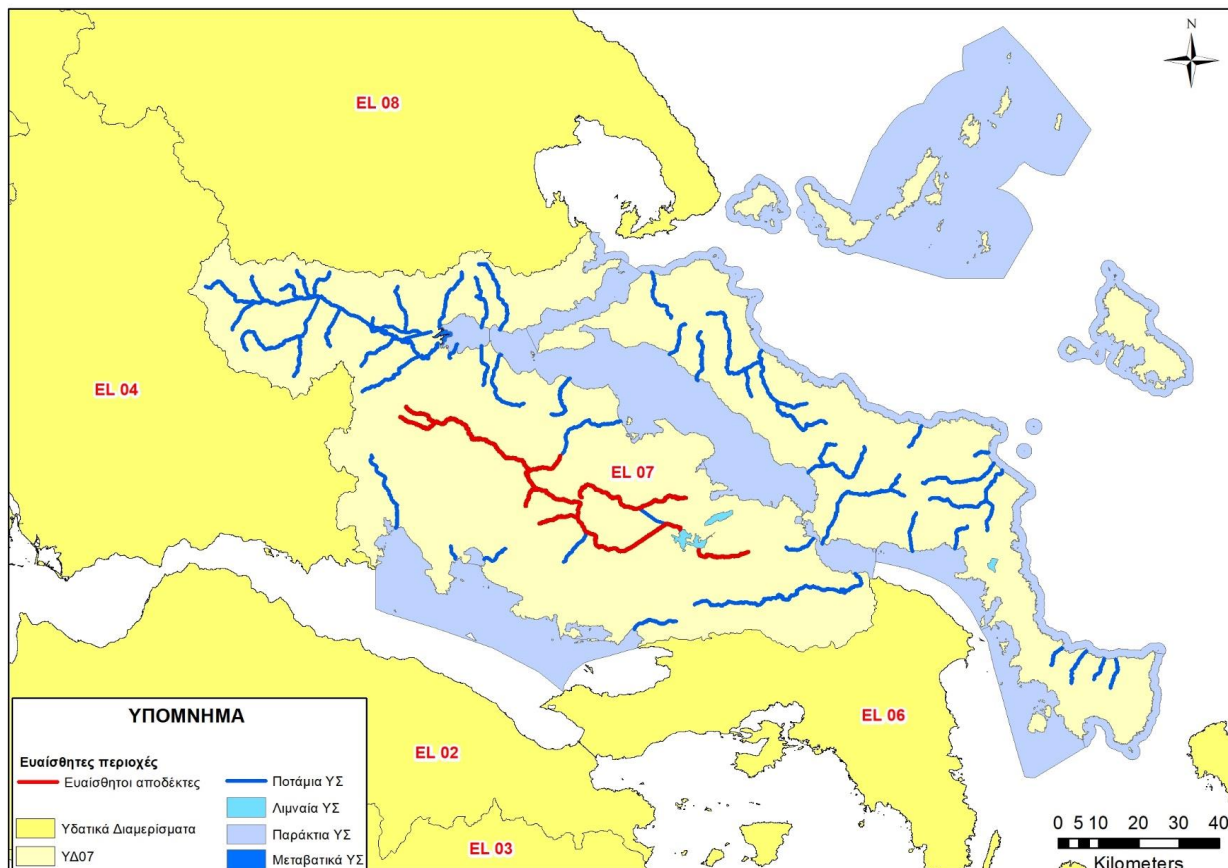 N
EL 08
EL 04
EL 07
EL 06
EL 02
EL 03
ΥΠΟΜΝΗΜΑ
Ευαίσθητες περιοχές
Ευαίσθητοι αποδέκτες
Υδατικά Διαμερίσματα
ΥΔ07
Ποτάμια ΥΣ
Λιμναία ΥΣ
Παράκτια ΥΣ
Μεταβατικά ΥΣ
0 5 10 20 30 40
Kilometers